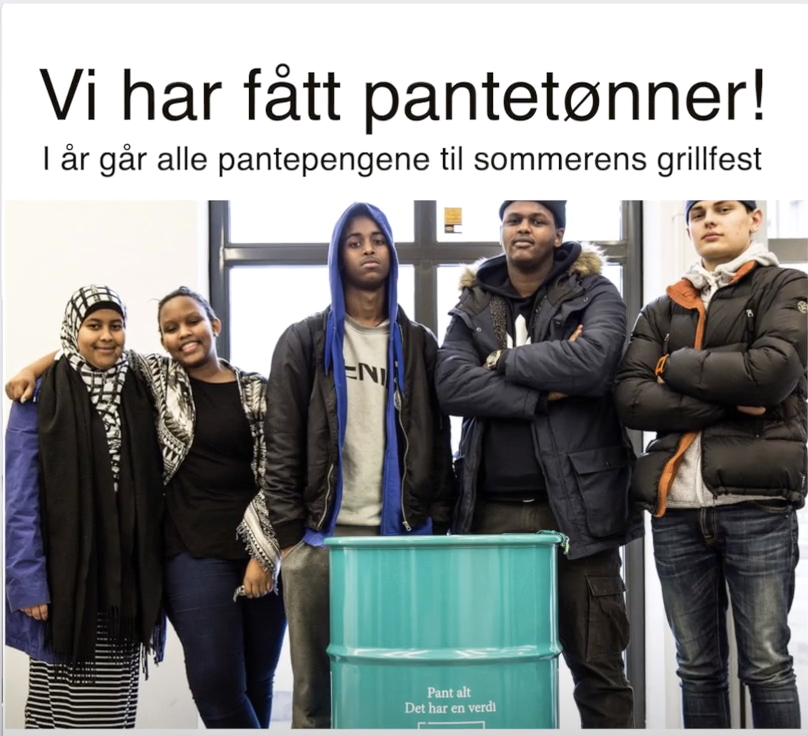 Vi har fått pantetønner!
I år går alle pantepengene til sommerens grillfest
Pant alt
Det har en verdi